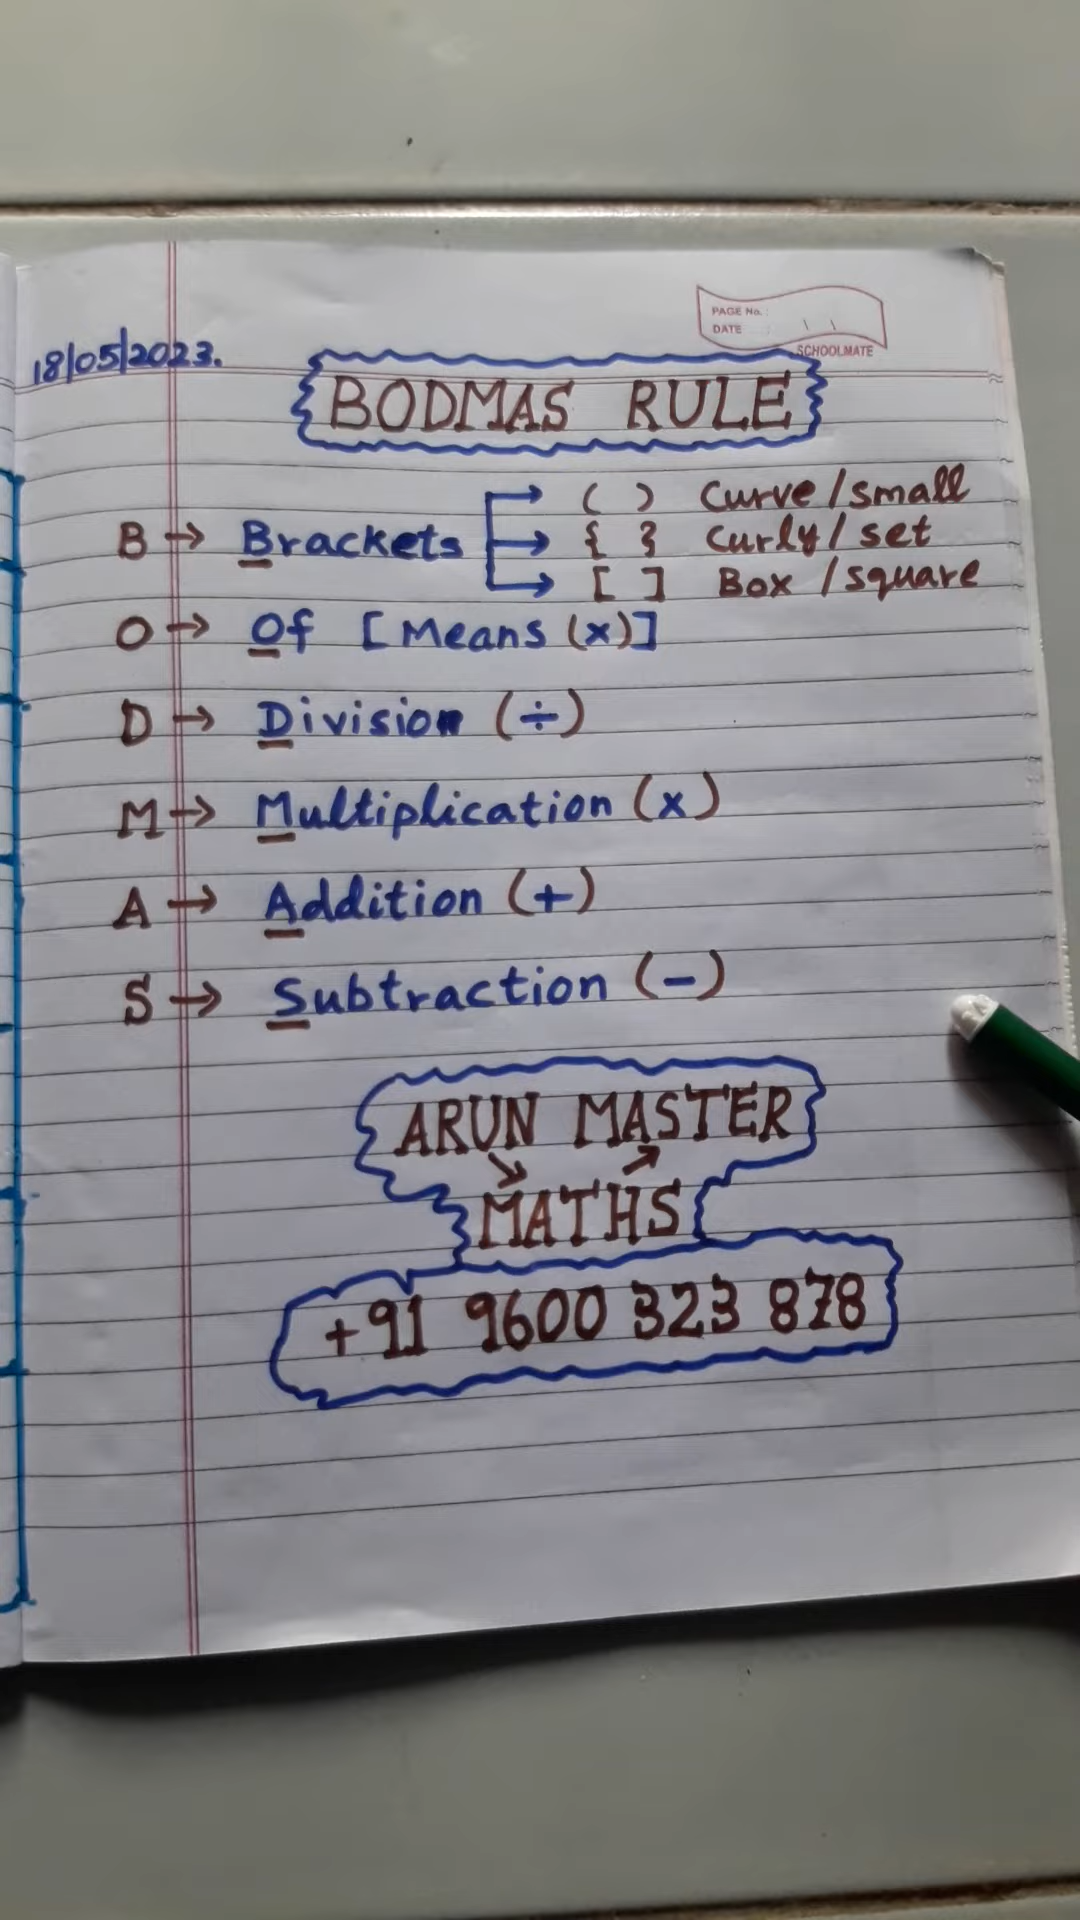 PAGE No.:
DATE : \ \
SCHOOLMATE
18/05/2023.
BODMAS RULE
B → Brackets → ( ) Curve/small
→ { } Curly/set
→ [ ] Box/square
O → Of [Means (x)]
D → Division (÷)
M → Multiplication (x)
A → Addition (+)
S → Subtraction (-)
ARUN MASTER
MATHS
+91 9600 323 878